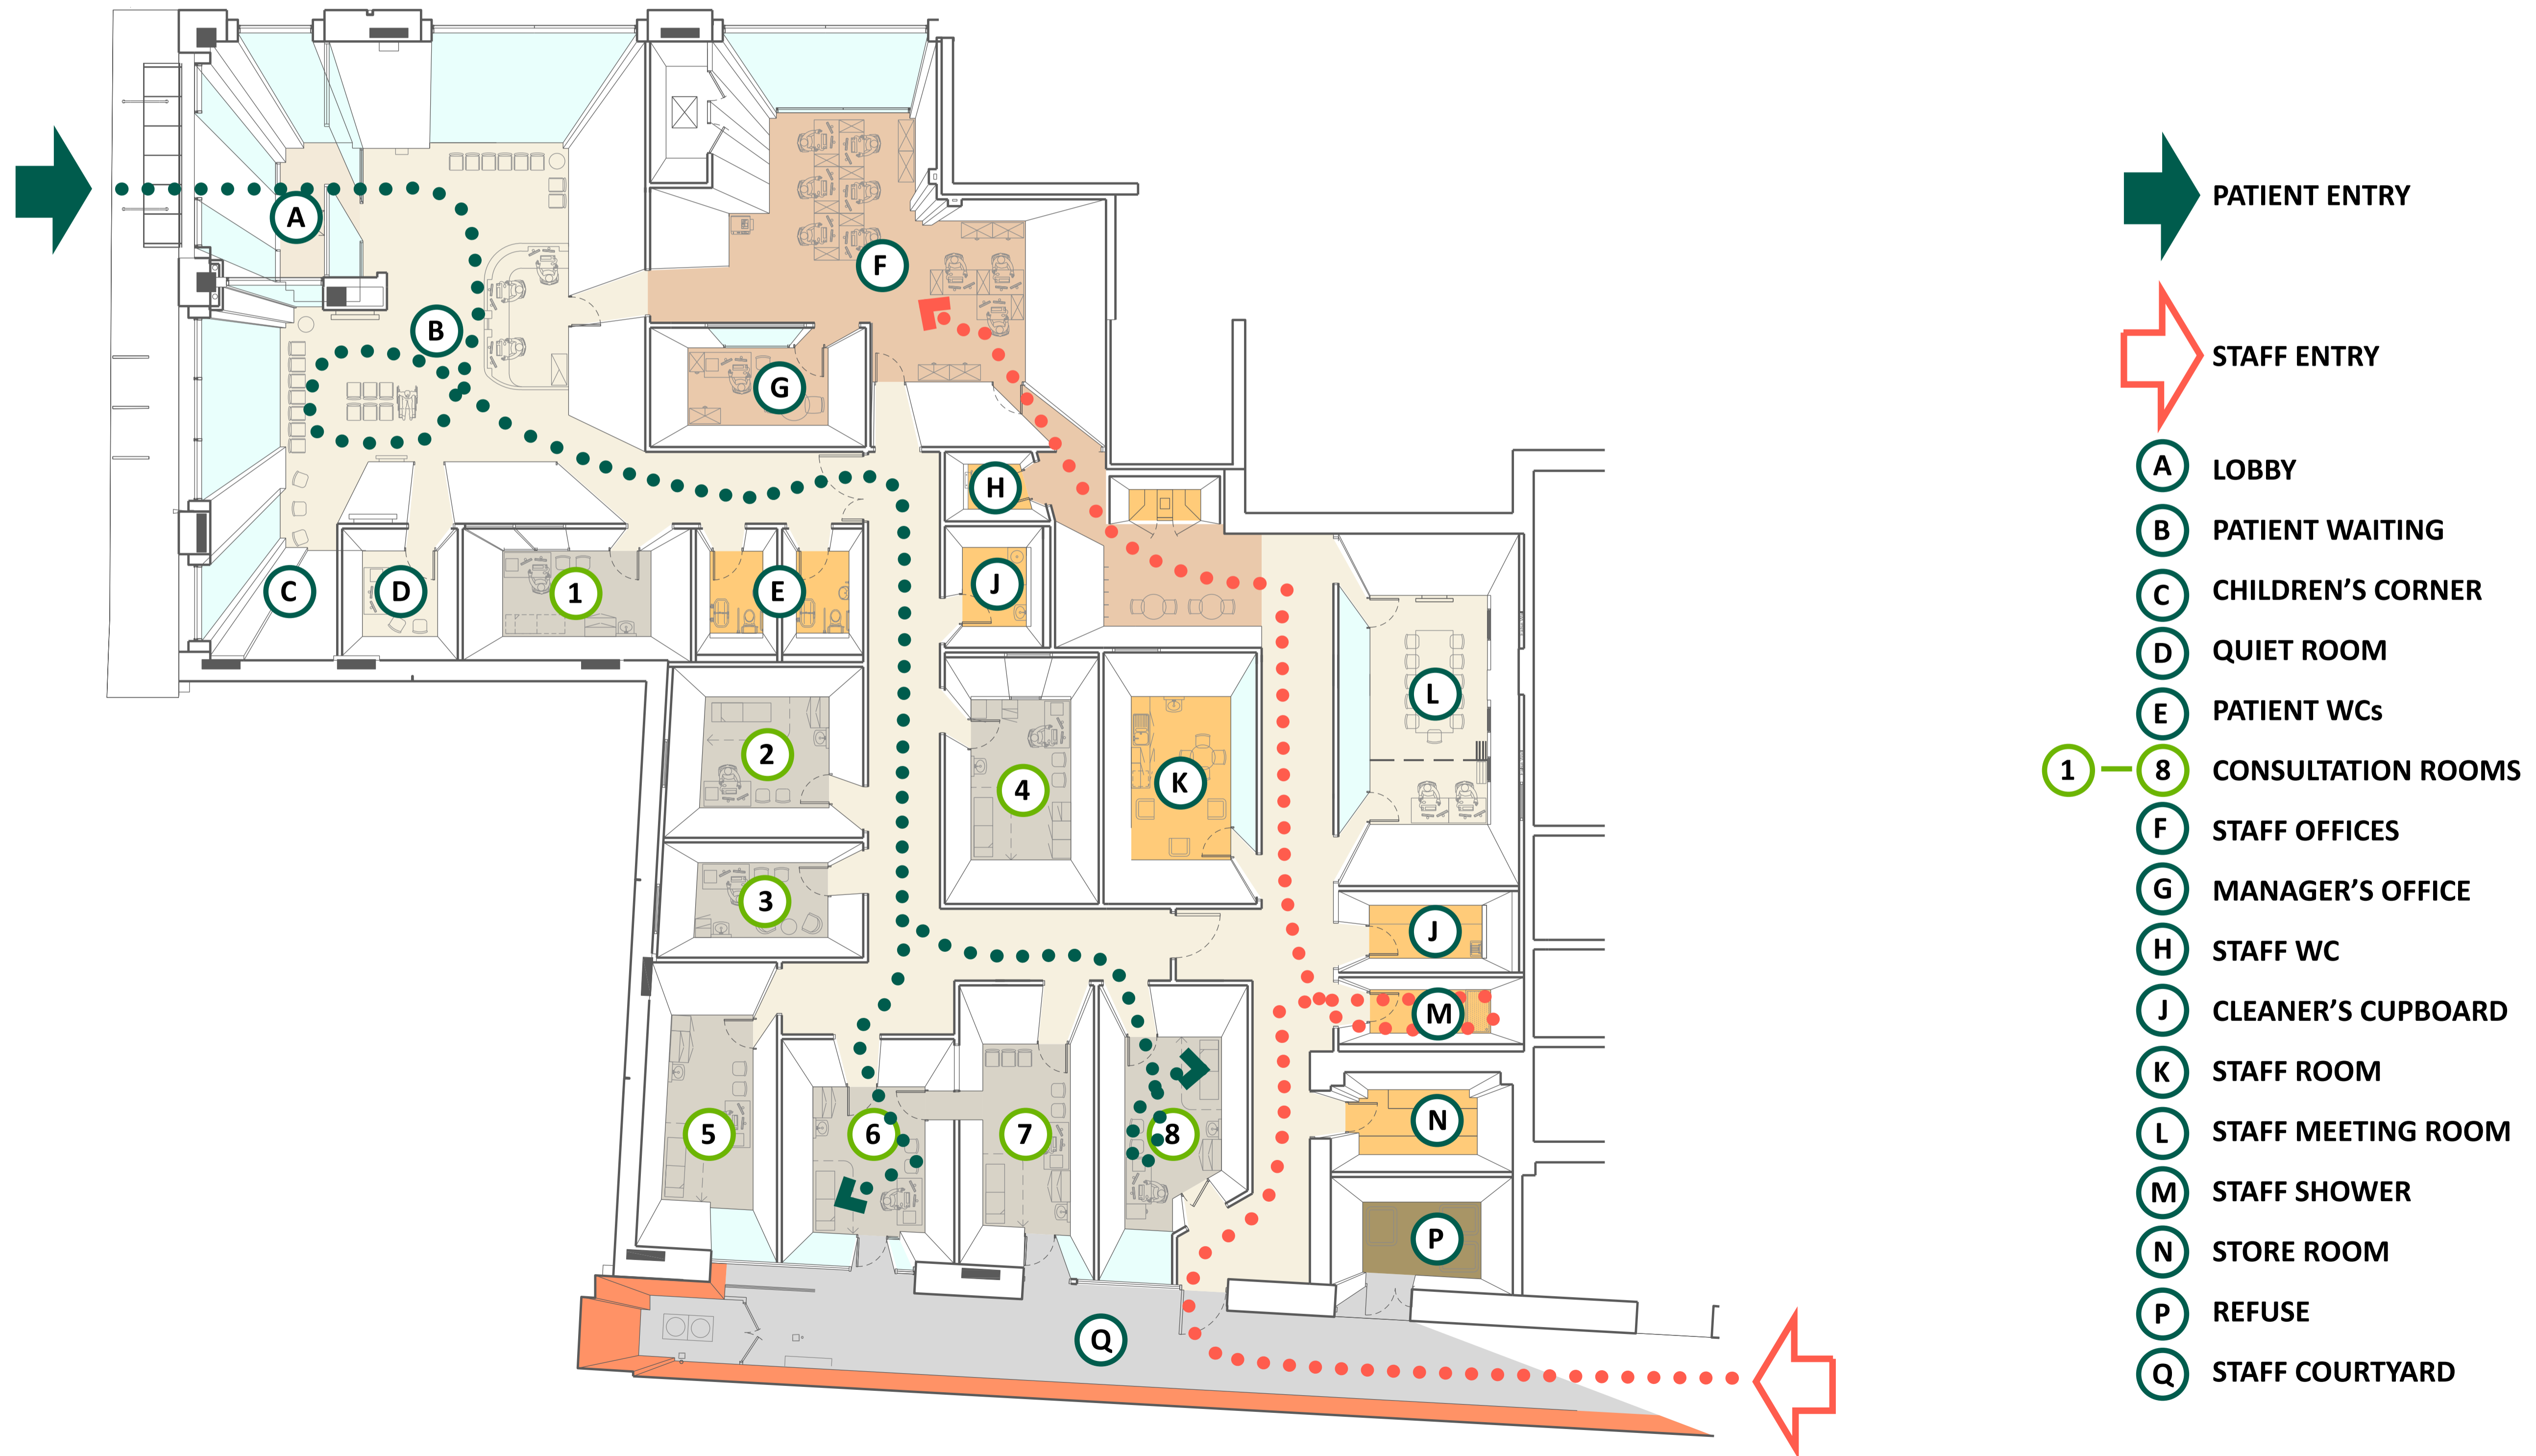 A
B
C
D
1
E
F
G
H
J
2
3
4
K
L
J
M
N
P
5
6
7
8
Q
PATIENT ENTRY
STAFF ENTRY
A LOBBY
B PATIENT WAITING
C CHILDREN'S CORNER
D QUIET ROOM
E PATIENT WCs
1 – 8 CONSULTATION ROOMS
F STAFF OFFICES
G MANAGER'S OFFICE
H STAFF WC
J CLEANER'S CUPBOARD
K STAFF ROOM
L STAFF MEETING ROOM
M STAFF SHOWER
N STORE ROOM
P REFUSE
Q STAFF COURTYARD